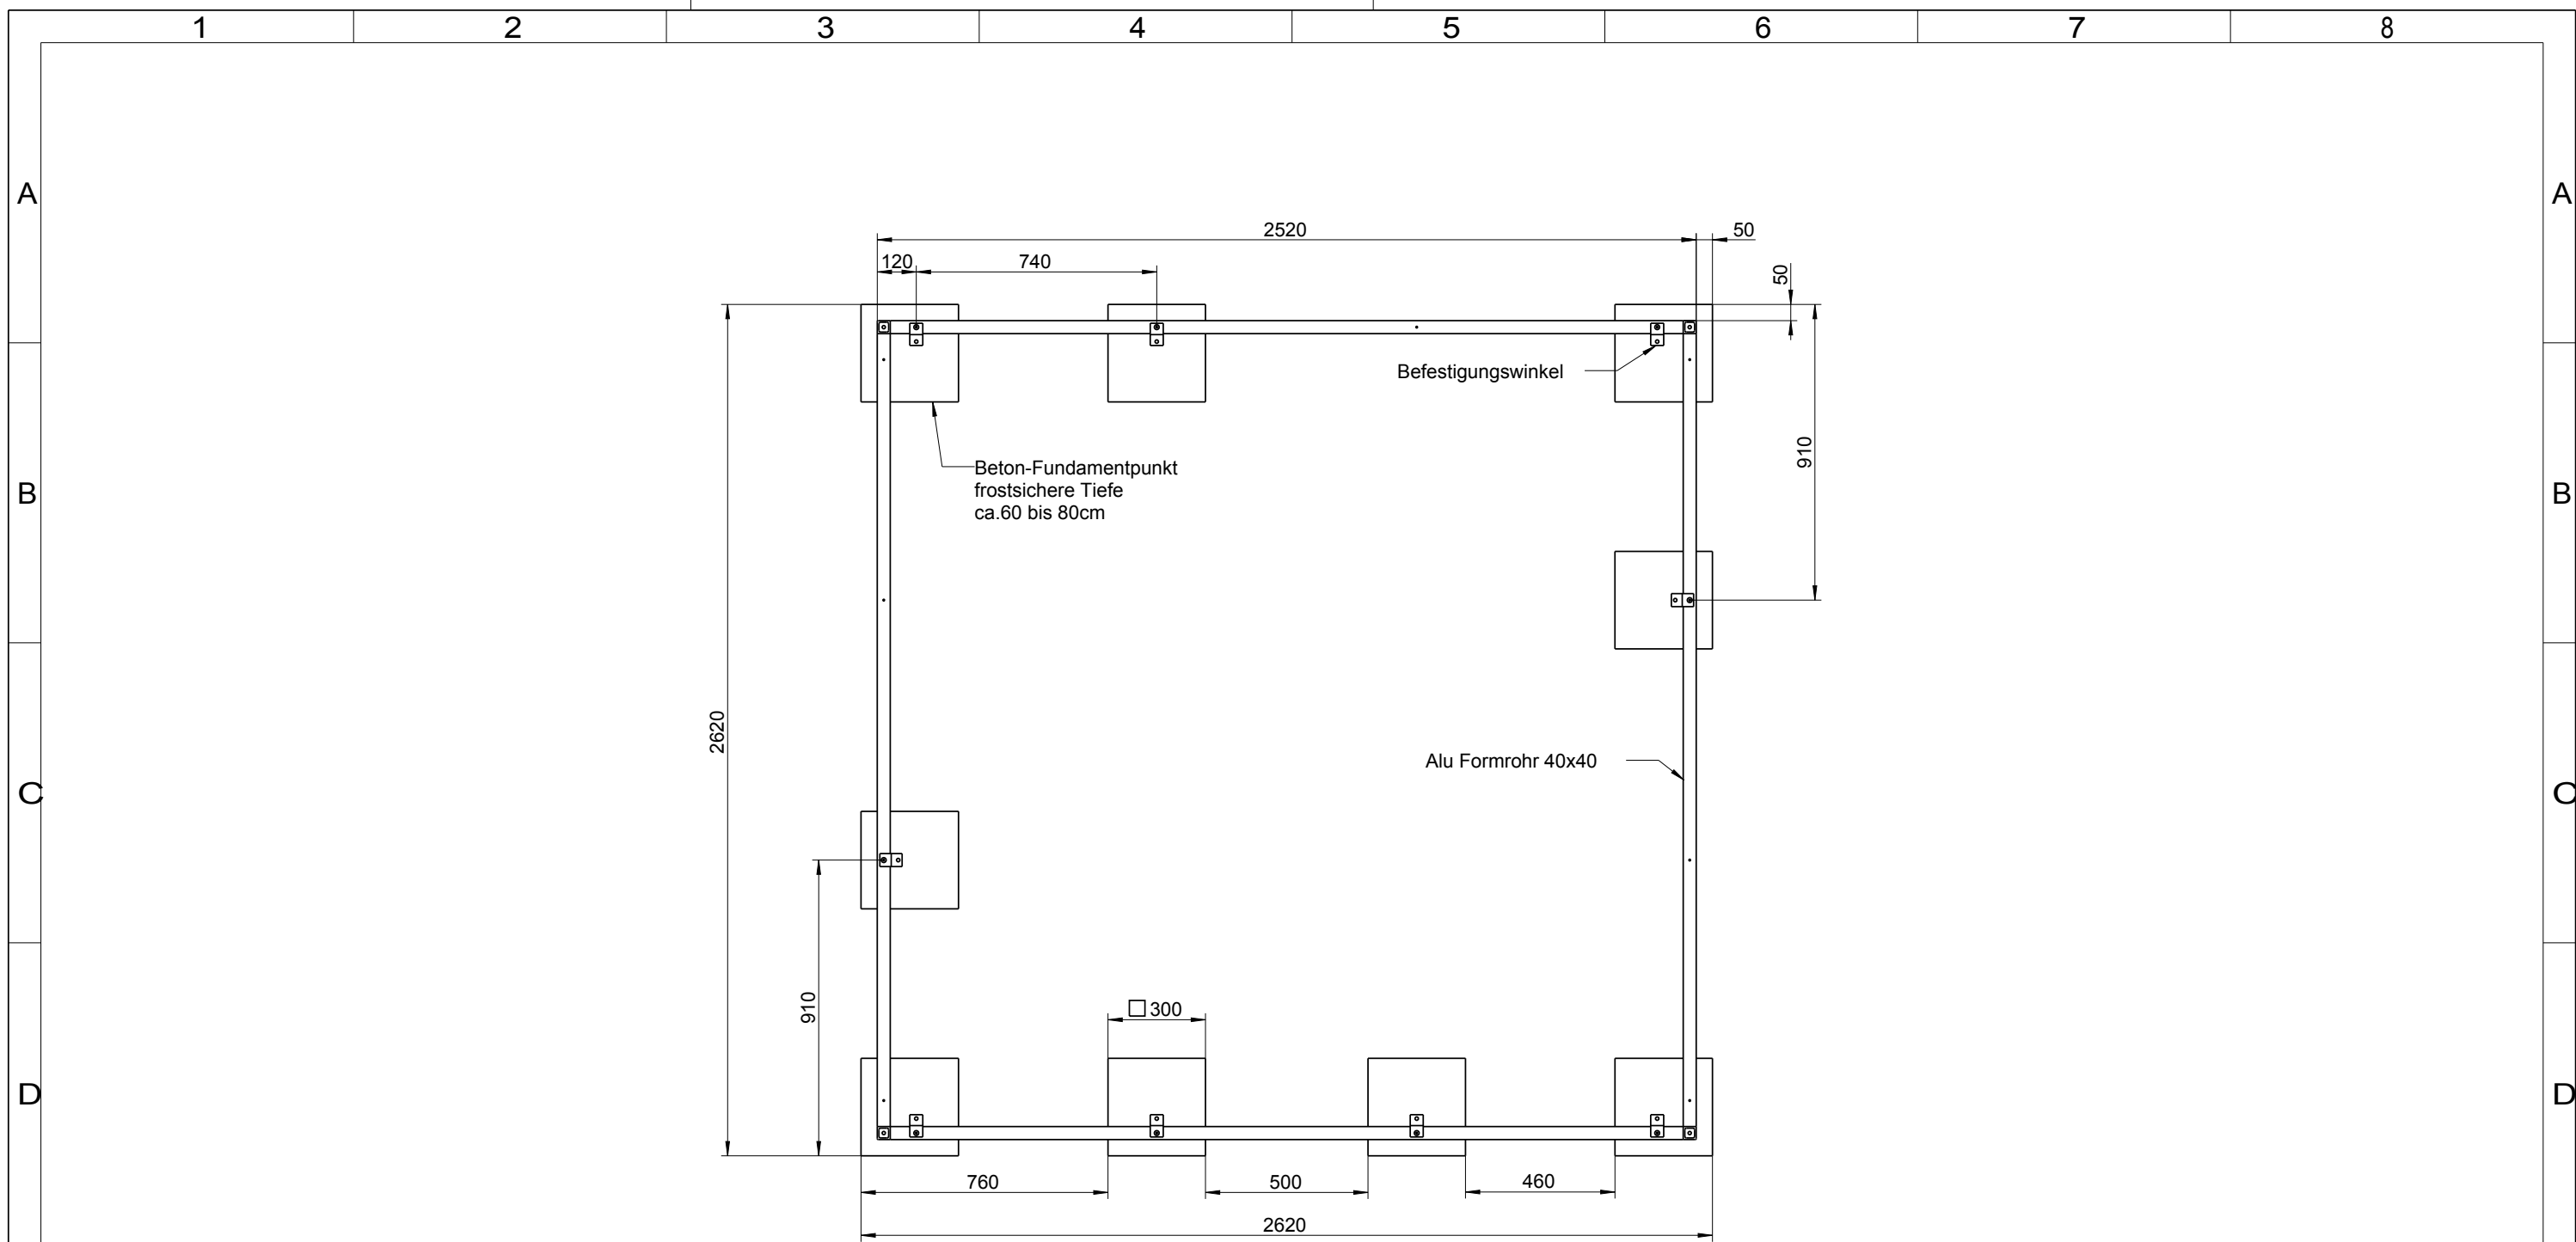 1 2 3 4 5 6 7 8
A A
2520 50
120 740
50
Befestigungswinkel
910
Beton-Fundamentpunkt
frostsichere Tiefe
ca.60 bis 80cm
B B
2620
Alu Formrohr 40x40
C C
910
300
D D
760 500 460
2620